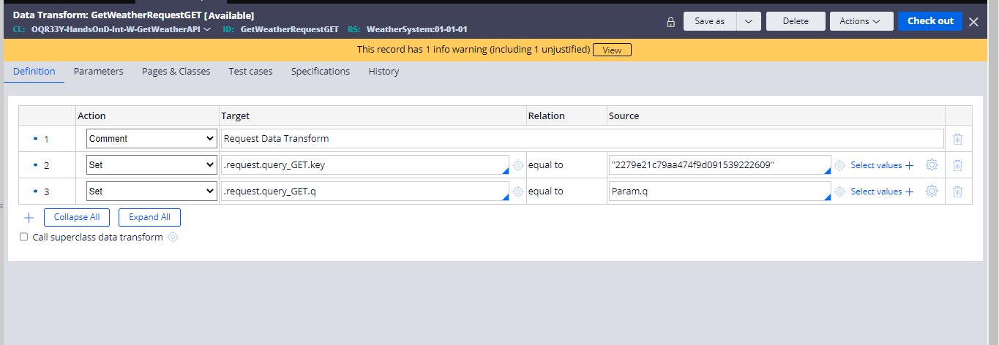 Data Transform: GetWeatherRequestGET [Available]
CL: OQR33Y-HandsOnD-Int-W-GetWeatherAPI ID: GetWeatherRequestGET RS: WeatherSystem:01-01-01
Save as Delete Actions Check out
This record has 1 info warning (including 1 unjustified) View
Definition Parameters Pages & Classes Test cases Specifications History
Action Target Relation Source
1 Comment Request Data Transform
2 Set .request.query_GET.key equal to "2279e21c79aa474f9d091539222609" Select values
3 Set .request.query_GET.q equal to Param.q Select values
Collapse All Expand All
Call superclass data transform